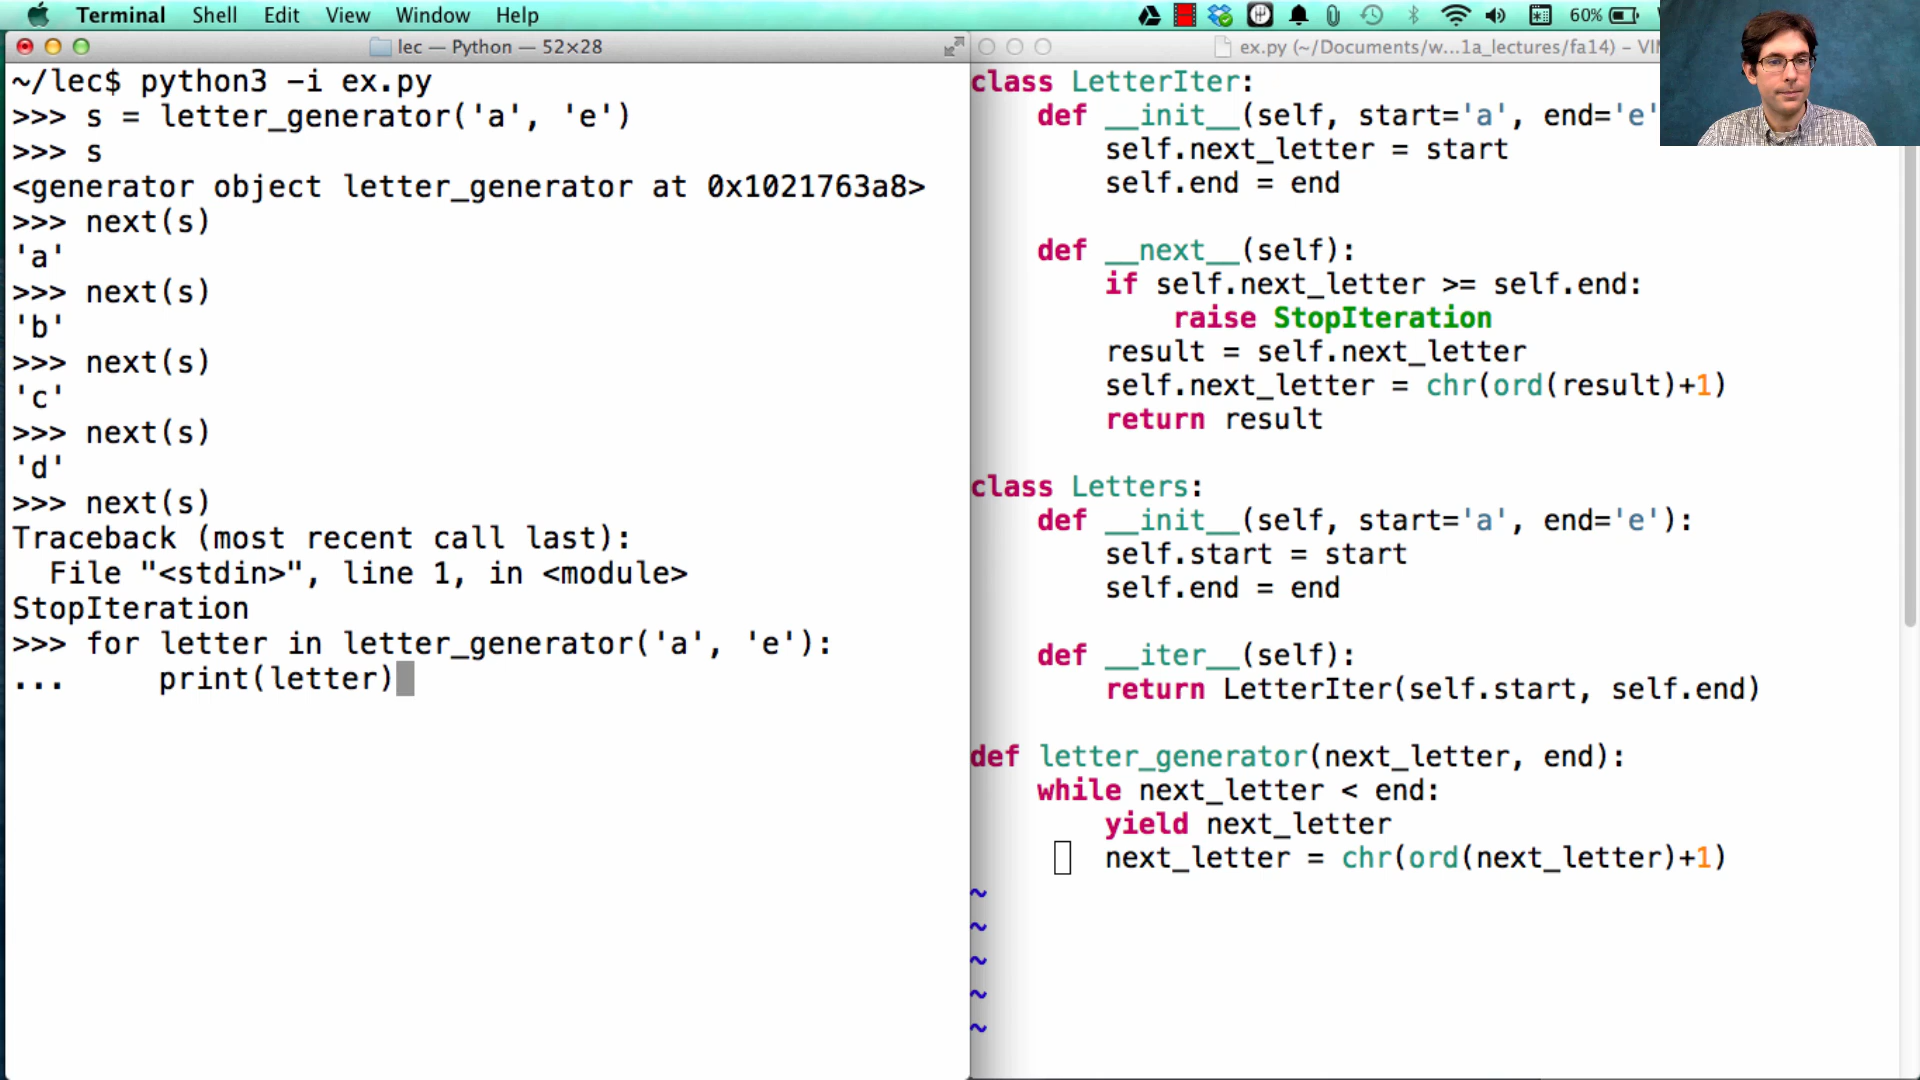 Terminal Shell Edit View Window Help 60%
lec — Python — 52×28
~/lec$ python3 -i ex.py
>>> s = letter_generator('a', 'e')
>>> s
<generator object letter_generator at 0x1021763a8>
>>> next(s)
'a'
>>> next(s)
'b'
>>> next(s)
'c'
>>> next(s)
'd'
>>> next(s)
Traceback (most recent call last):
  File "<stdin>", line 1, in <module>
StopIteration
>>> for letter in letter_generator('a', 'e'):
...     print(letter)
ex.py (~/Documents/w...1a_lectures/fa14) – VI
class LetterIter:
    def __init__(self, start='a', end='e'
        self.next_letter = start
        self.end = end
    def __next__(self):
        if self.next_letter >= self.end:
            raise StopIteration
        result = self.next_letter
        self.next_letter = chr(ord(result)+1)
        return result
class Letters:
    def __init__(self, start='a', end='e'):
        self.start = start
        self.end = end
    def __iter__(self):
        return LetterIter(self.start, self.end)
def letter_generator(next_letter, end):
    while next_letter < end:
        yield next_letter
        next_letter = chr(ord(next_letter)+1)
~
~
~
~
~